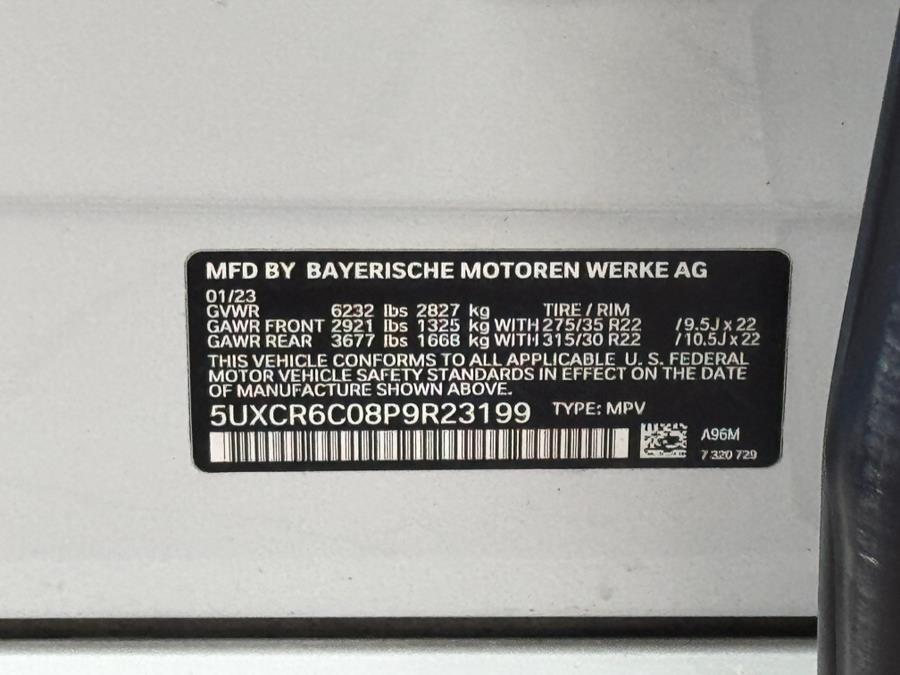 MFD BY BAYERISCHE MOTOREN WERKE AG
01/23
GVWR 6232 lbs 2827 kg TIRE / RIM
GAWR FRONT 2921 lbs 1325 kg WITH 275/35 R22 / 9.5J x 22
GAWR REAR 3677 lbs 1668 kg WITH 315/30 R22 / 10.5J x 22
THIS VEHICLE CONFORMS TO ALL APPLICABLE U. S. FEDERAL
MOTOR VEHICLE SAFETY STANDARDS IN EFFECT ON THE DATE
OF MANUFACTURE SHOWN ABOVE.
5UXCR6C08P9R23199 TYPE: MPV
A96M
7 320 729